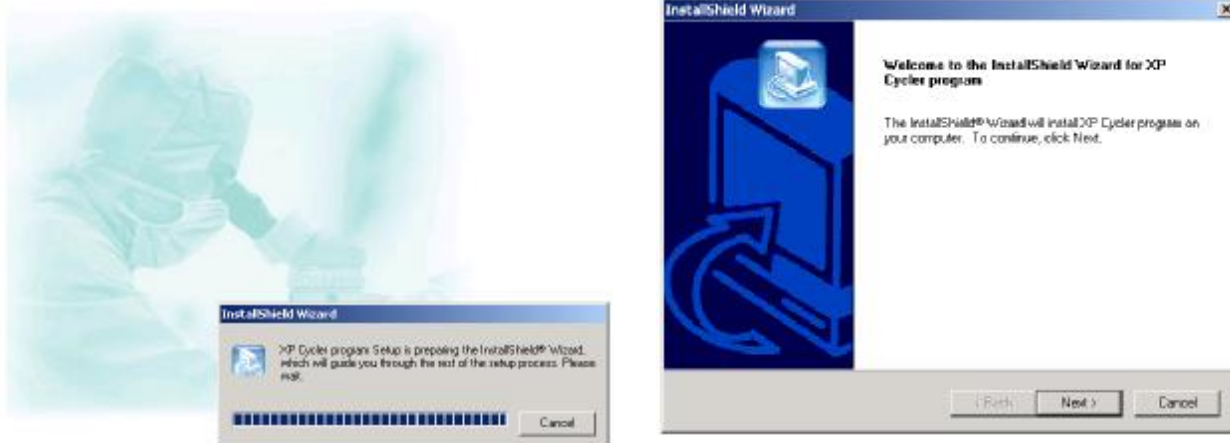 InstallShield Wizard
XP Cycler program Setup is preparing the InstallShield® Wizard,
which will guide you through the rest of the setup process. Please
wait.
Cancel
InstallShield Wizard
Welcome to the InstallShield Wizard for XP
Cycler program
The InstallShield® Wizard will install XP Cycler program on
your computer. To continue, click Next.
< Back
Next >
Cancel